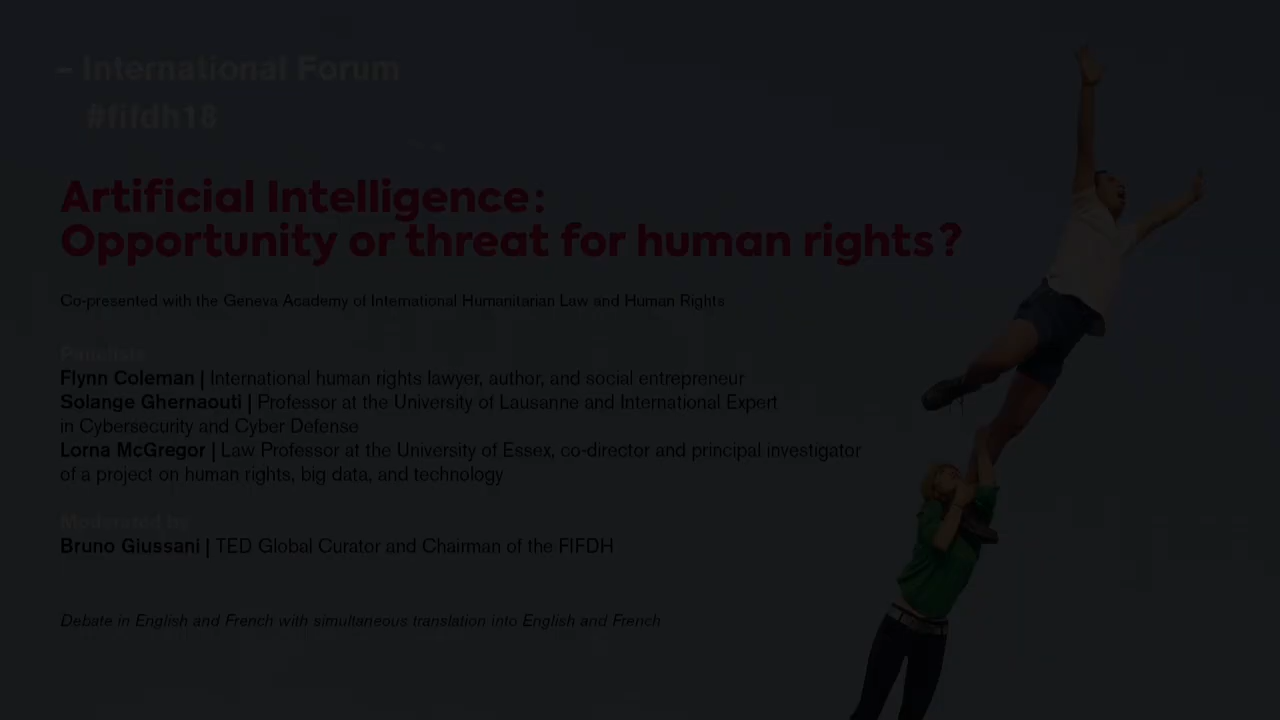 – International Forum
#fifdh18
Artificial Intelligence:
Opportunity or threat for human rights?
Co-presented with the Geneva Academy of International Humanitarian Law and Human Rights
Panelists
Flynn Coleman | International human rights lawyer, author, and social entrepreneur
Solange Ghernaouti | Professor at the University of Lausanne and International Expert
in Cybersecurity and Cyber Defense
Lorna McGregor | Law Professor at the University of Essex, co-director and principal investigator
of a project on human rights, big data, and technology
Moderated by
Bruno Giussani | TED Global Curator and Chairman of the FIFDH
Debate in English and French with simultaneous translation into English and French